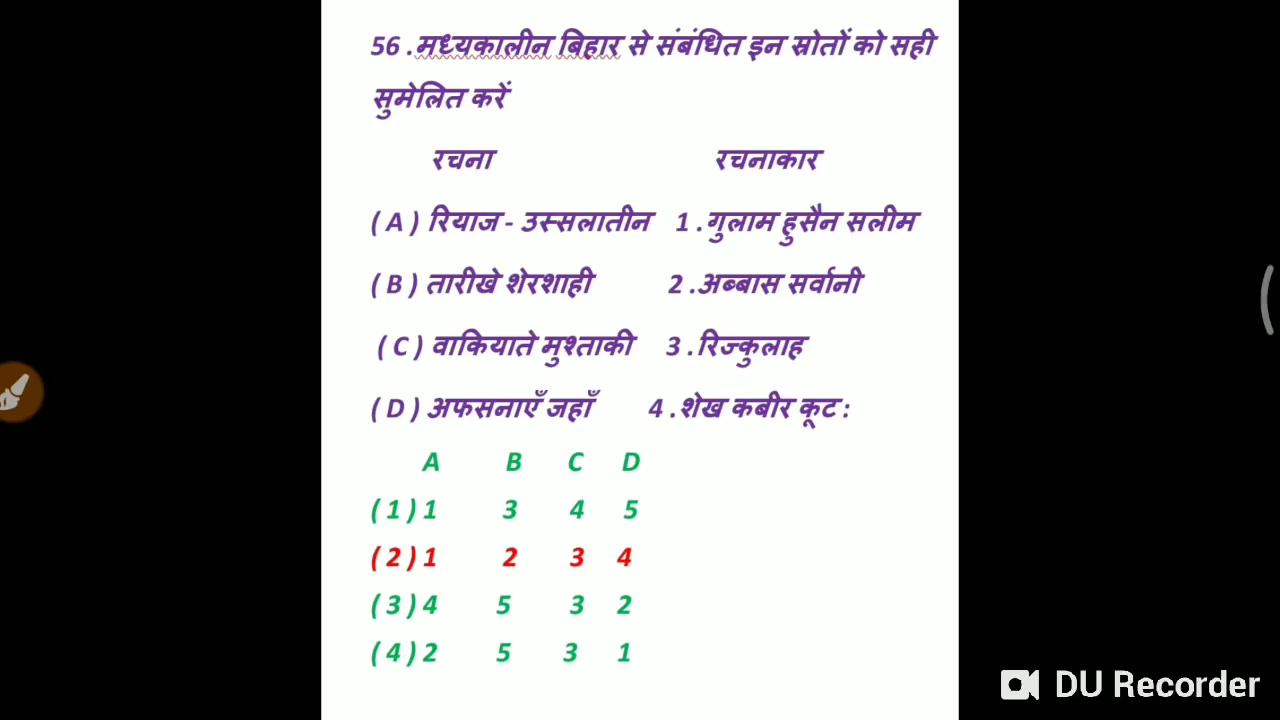 56 .मध्यकालीन बिहार से संबंधित इन स्रोतों को सही
सुमेलित करें
रचना रचनाकार
( A ) रियाज - उस्सलातीन 1 .गुलाम हुसैन सलीम
( B ) तारीखे शेरशाही 2 .अब्बास सर्वानी
( C ) वाकियाते मुश्ताकी 3 .रिज्कुलाह
( D ) अफसनाएँ जहाँ 4 .शेख कबीर कूट :
A B C D
( 1 ) 1 3 4 5
( 2 ) 1 2 3 4
( 3 ) 4 5 3 2
( 4 ) 2 5 3 1
DU Recorder